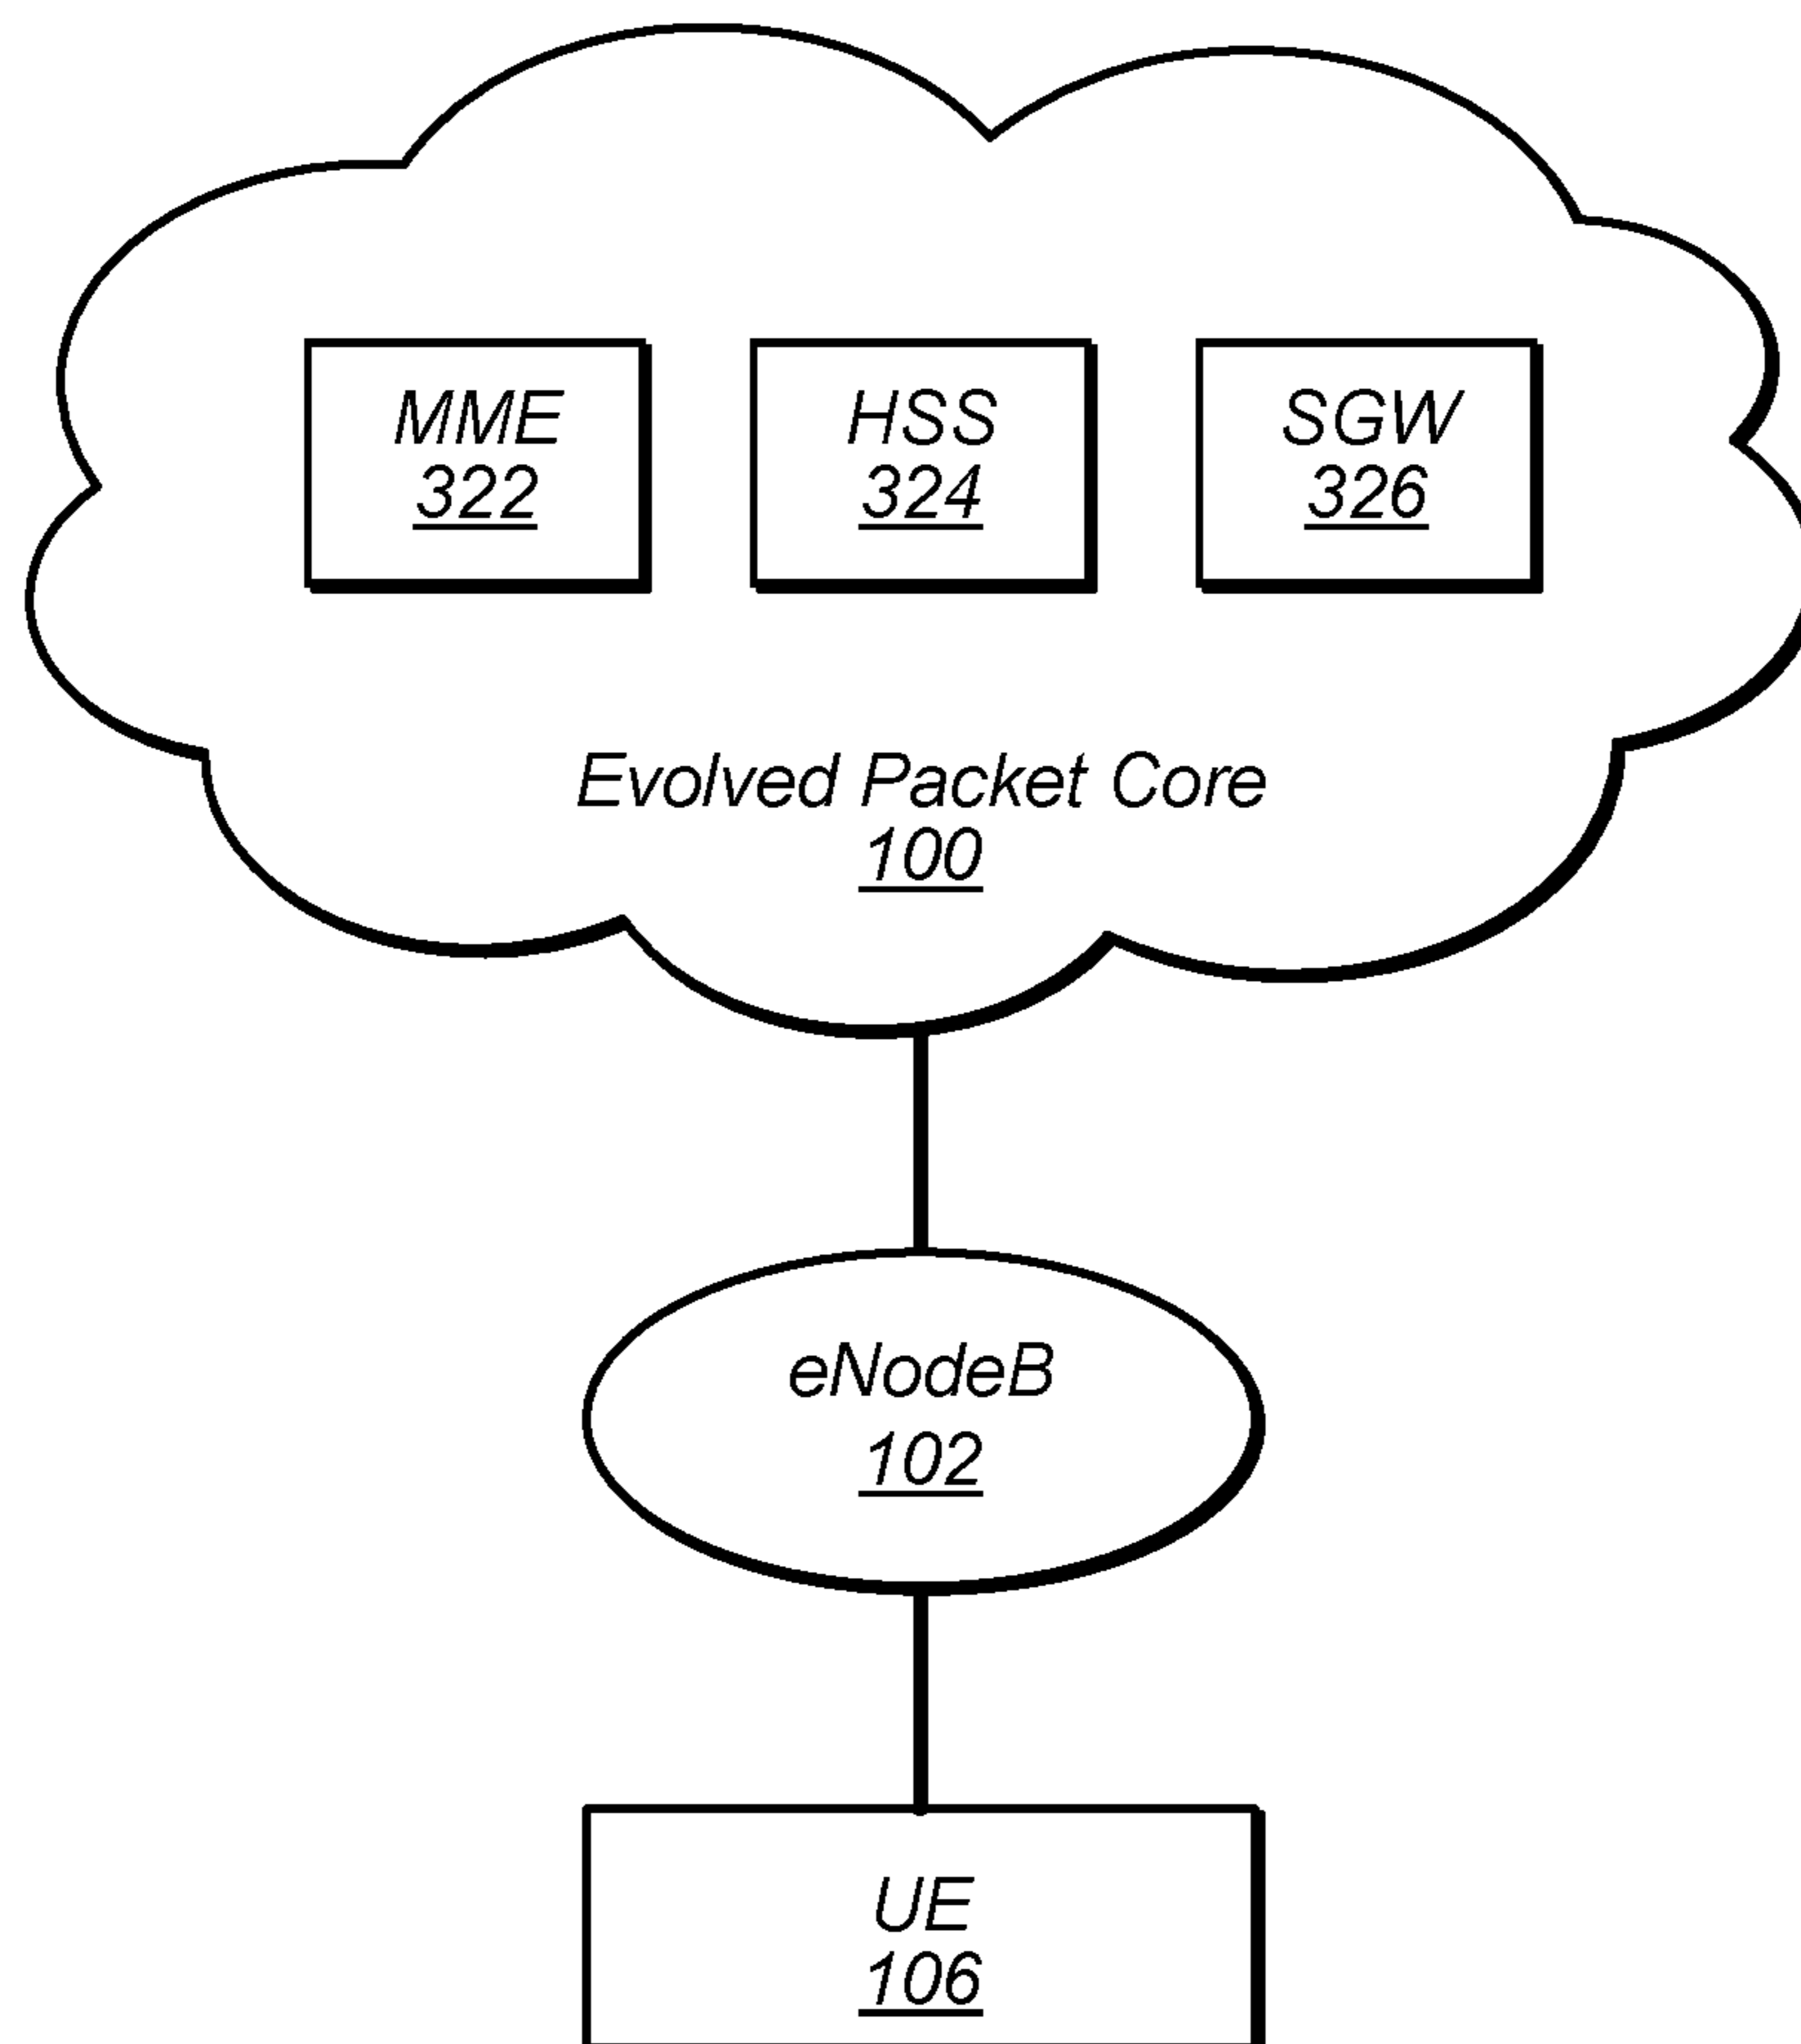 MME
322
HSS
324
SGW
326
Evolved Packet Core
100
eNodeB
102
UE
106